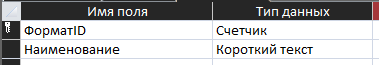 Имя поля Тип данных
ФорматID Счетчик
Наименование Короткий текст